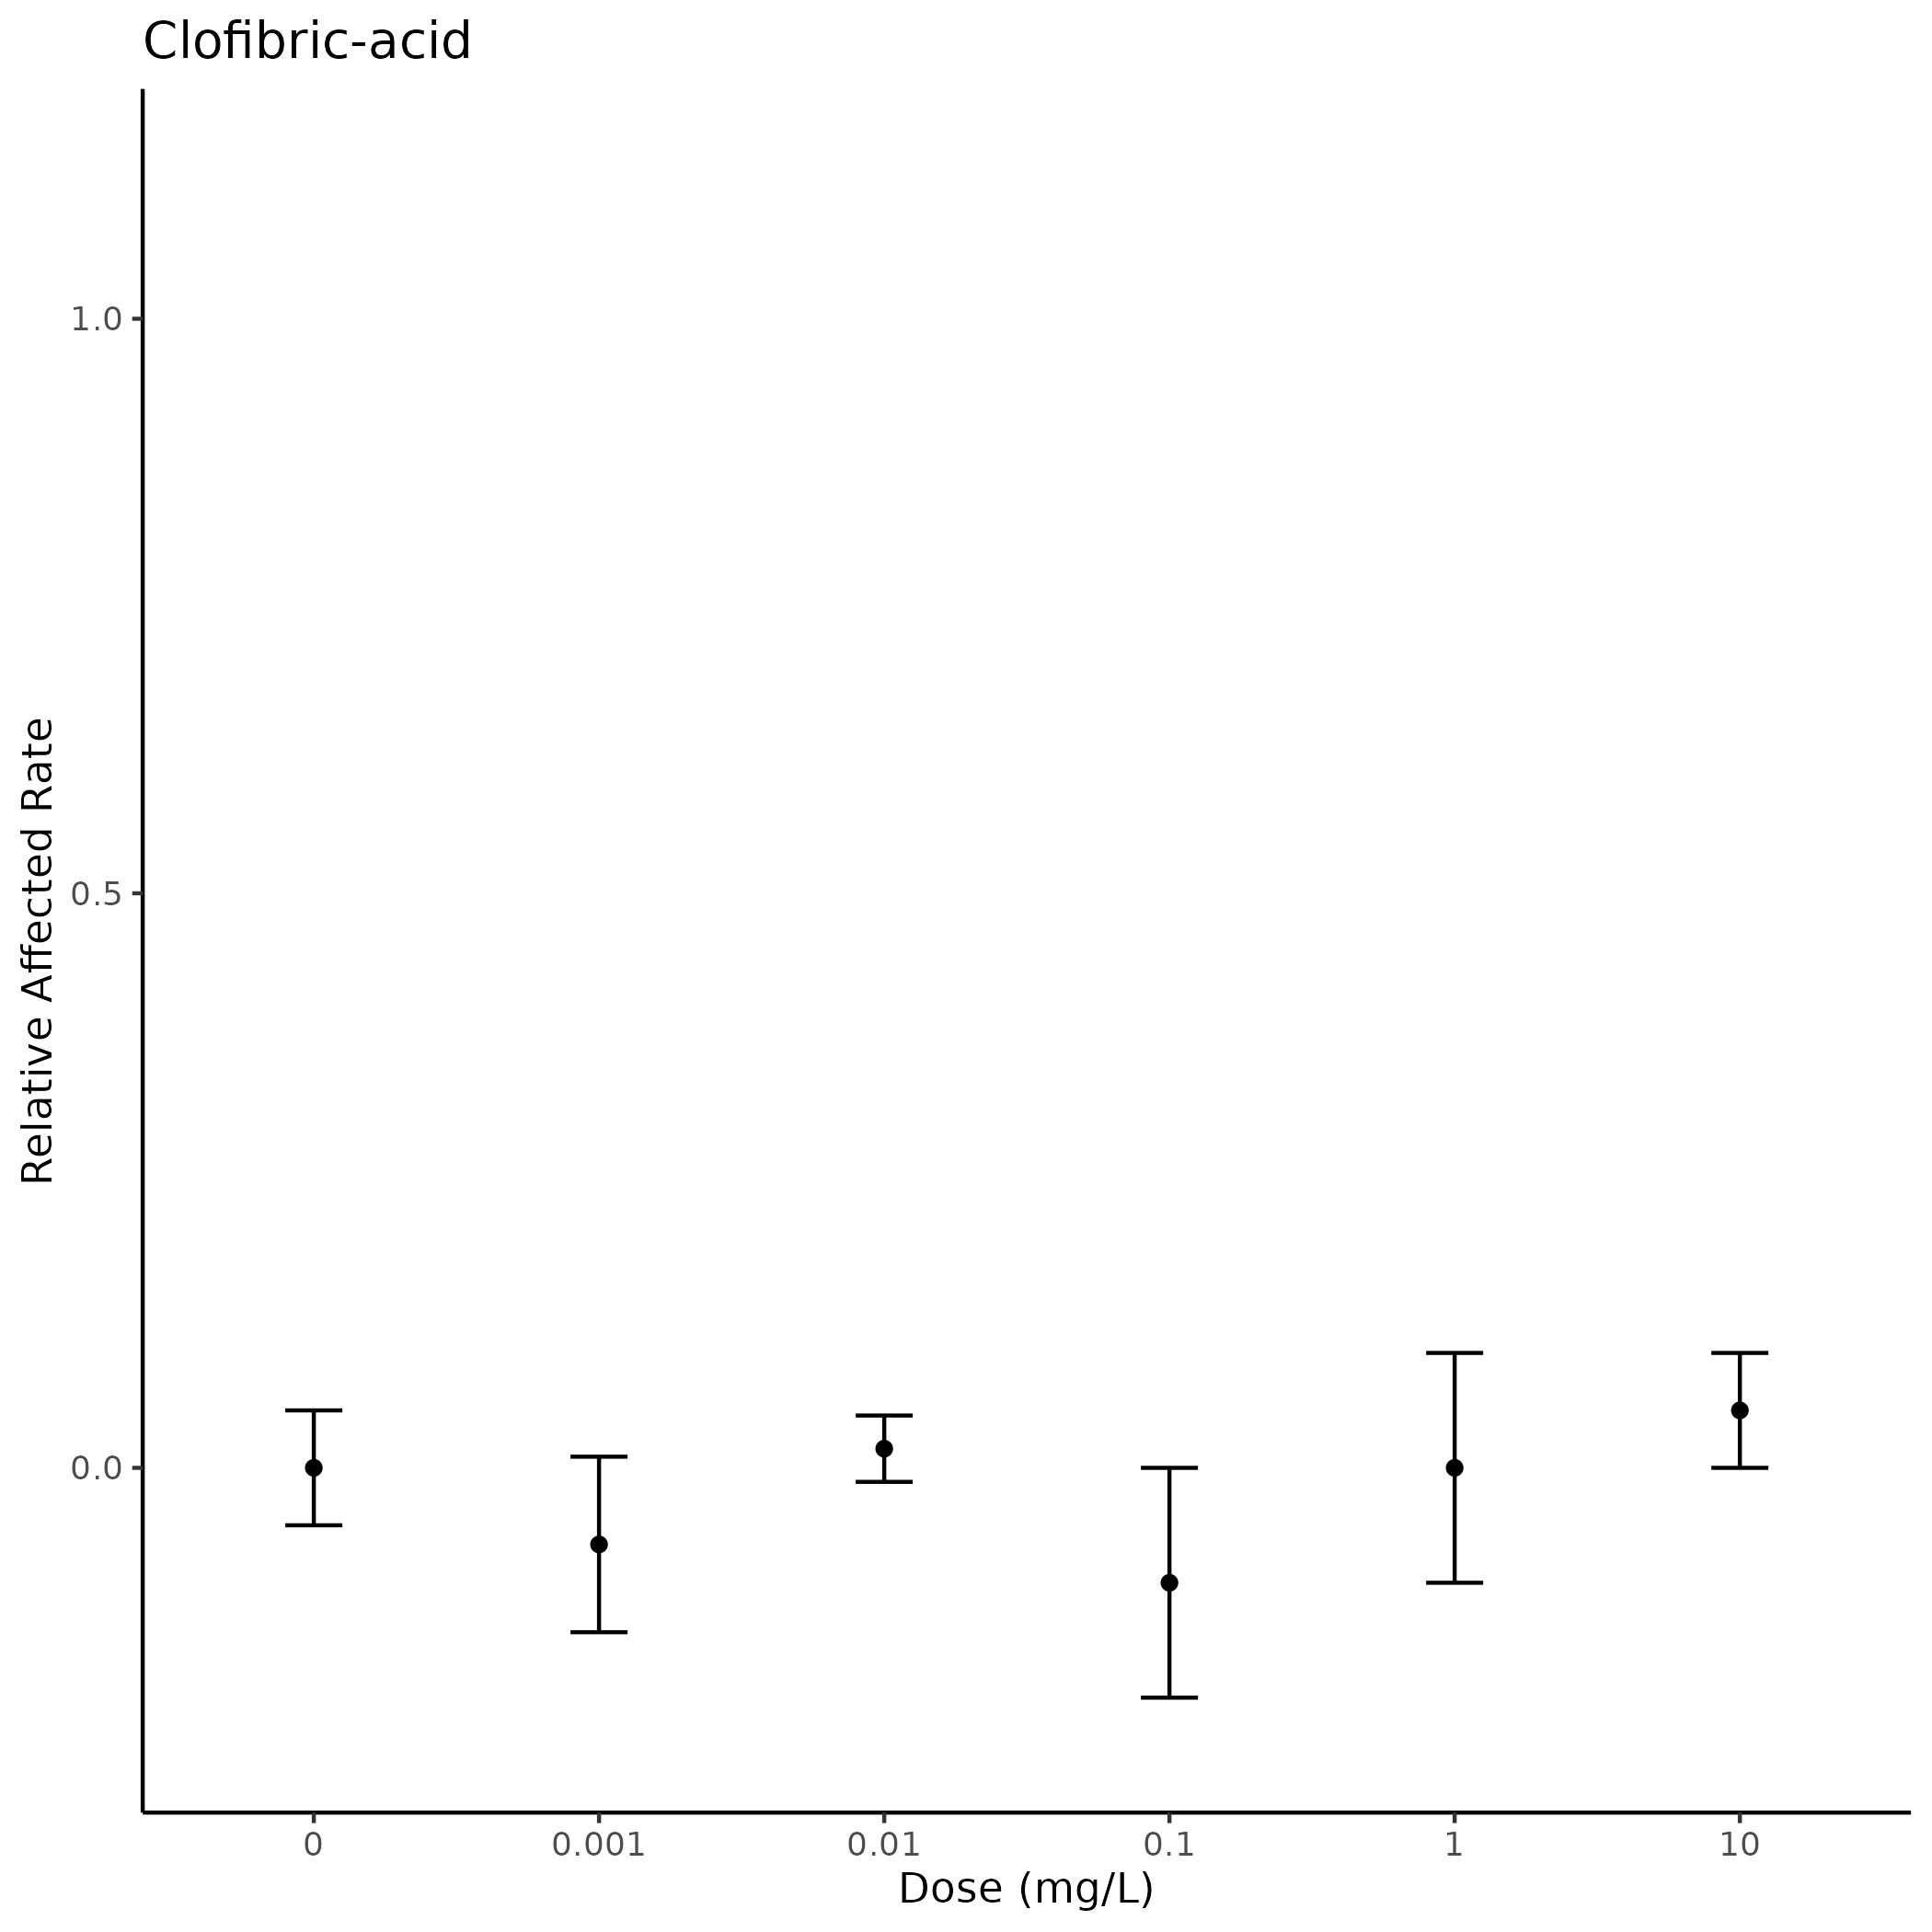 Clofibric-acid
Relative Affected Rate
1.0
0.5
0.0
0 0.001 0.01 0.1 1 10
Dose (mg/L)